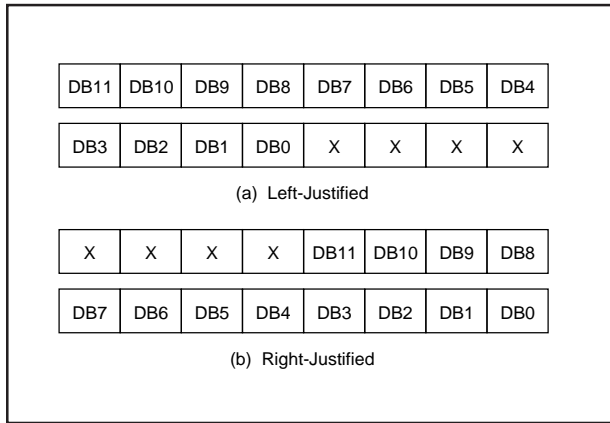 DB11 DB10 DB9 DB8 DB7 DB6 DB5 DB4
DB3 DB2 DB1 DB0 X X X X
(a) Left-Justified
X X X X DB11 DB10 DB9 DB8
DB7 DB6 DB5 DB4 DB3 DB2 DB1 DB0
(b) Right-Justified